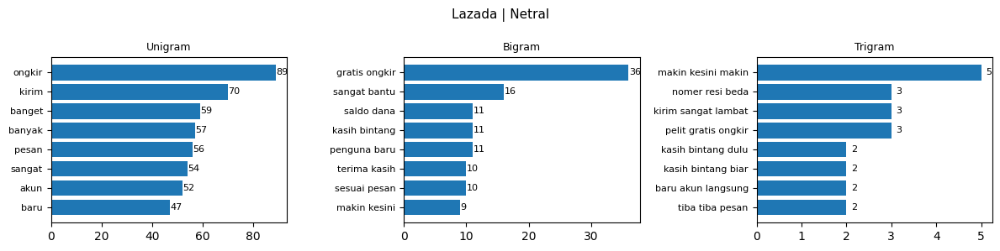 Lazada | Netral
Unigram
ongkir 89
kirim 70
banget 59
banyak 57
pesan 56
sangat 54
akun 52
baru 47
0 20 40 60 80
Bigram
gratis ongkir 36
sangat bantu 16
saldo dana 11
kasih bintang 11
penguna baru 11
terima kasih 10
sesuai pesan 10
makin kesini 9
0 10 20 30
Trigram
makin kesini makin 5
nomer resi beda 3
kirim sangat lambat 3
pelit gratis ongkir 3
kasih bintang dulu 2
kasih bintang biar 2
baru akun langsung 2
tiba tiba pesan 2
0 1 2 3 4 5